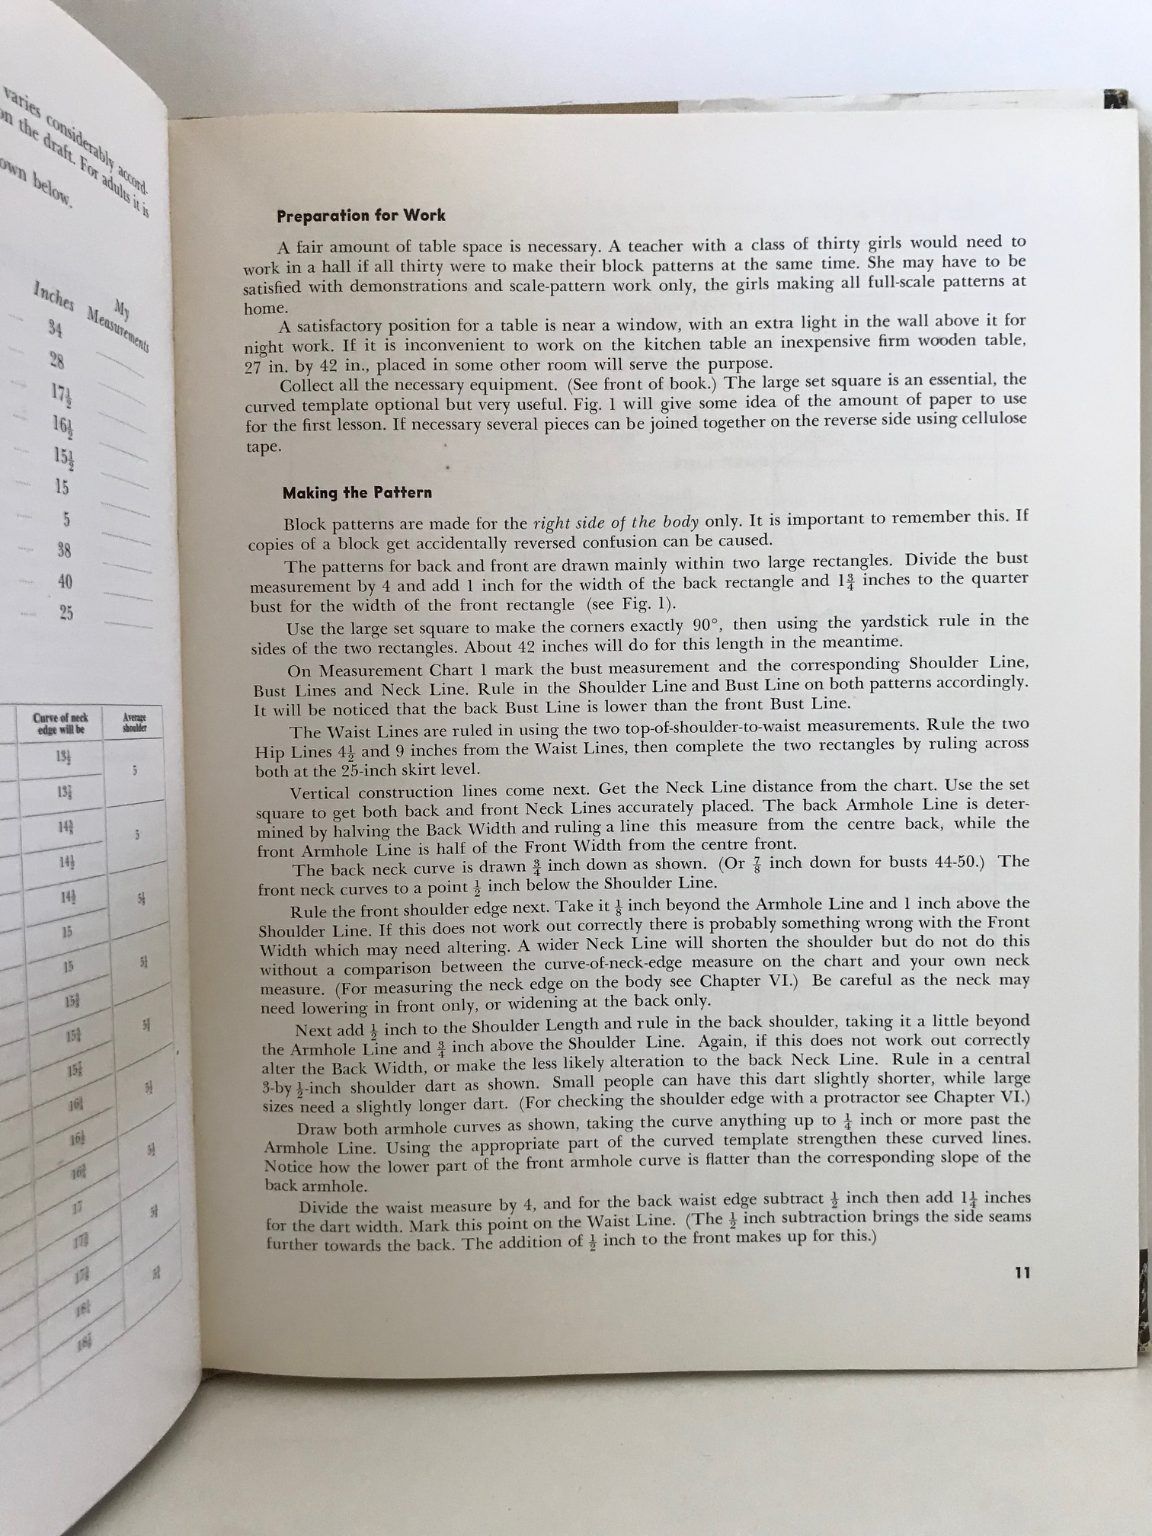 varies considerably accord-
on the draft. For adults it is
own below.
Inches
My
Measurements
34
28
17½
16½
15½
15
5
38
40
25
Curve of neck
edge will be
Average
shoulder
13½
5
14½
5
15
15
17
Preparation for Work
A fair amount of table space is necessary. A teacher with a class of thirty girls would need to
work in a hall if all thirty were to make their block patterns at the same time. She may have to be
satisfied with demonstrations and scale-pattern work only, the girls making all full-scale patterns at
home.
A satisfactory position for a table is near a window, with an extra light in the wall above it for
night work. If it is inconvenient to work on the kitchen table an inexpensive firm wooden table,
27 in. by 42 in., placed in some other room will serve the purpose.
Collect all the necessary equipment. (See front of book.) The large set square is an essential, the
curved template optional but very useful. Fig. 1 will give some idea of the amount of paper to use
for the first lesson. If necessary several pieces can be joined together on the reverse side using cellulose
tape.
Making the Pattern
Block patterns are made for the right side of the body only. It is important to remember this. If
copies of a block get accidentally reversed confusion can be caused.
The patterns for back and front are drawn mainly within two large rectangles. Divide the bust
measurement by 4 and add 1 inch for the width of the back rectangle and 1¾ inches to the quarter
bust for the width of the front rectangle (see Fig. 1).
Use the large set square to make the corners exactly 90°, then using the yardstick rule in the
sides of the two rectangles. About 42 inches will do for this length in the meantime.
On Measurement Chart 1 mark the bust measurement and the corresponding Shoulder Line,
Bust Lines and Neck Line. Rule in the Shoulder Line and Bust Line on both patterns accordingly.
It will be noticed that the back Bust Line is lower than the front Bust Line.
The Waist Lines are ruled in using the two top-of-shoulder-to-waist measurements. Rule the two
Hip Lines 4½ and 9 inches from the Waist Lines, then complete the two rectangles by ruling across
both at the 25-inch skirt level.
Vertical construction lines come next. Get the Neck Line distance from the chart. Use the set
square to get both back and front Neck Lines accurately placed. The back Armhole Line is deter-
mined by halving the Back Width and ruling a line this measure from the centre back, while the
front Armhole Line is half of the Front Width from the centre front.
The back neck curve is drawn ¾ inch down as shown. (Or ⅞ inch down for busts 44-50.) The
front neck curves to a point ½ inch below the Shoulder Line.
Rule the front shoulder edge next. Take it ⅛ inch beyond the Armhole Line and 1 inch above the
Shoulder Line. If this does not work out correctly there is probably something wrong with the Front
Width which may need altering. A wider Neck Line will shorten the shoulder but do not do this
without a comparison between the curve-of-neck-edge measure on the chart and your own neck
measure. (For measuring the neck edge on the body see Chapter VI.) Be careful as the neck may
need lowering in front only, or widening at the back only.
Next add ½ inch to the Shoulder Length and rule in the back shoulder, taking it a little beyond
the Armhole Line and ¾ inch above the Shoulder Line. Again, if this does not work out correctly
alter the Back Width, or make the less likely alteration to the back Neck Line. Rule in a central
3-by ½-inch shoulder dart as shown. Small people can have this dart slightly shorter, while large
sizes need a slightly longer dart. (For checking the shoulder edge with a protractor see Chapter VI.)
Draw both armhole curves as shown, taking the curve anything up to ¼ inch or more past the
Armhole Line. Using the appropriate part of the curved template strengthen these curved lines.
Notice how the lower part of the front armhole curve is flatter than the corresponding slope of the
back armhole.
Divide the waist measure by 4, and for the back waist edge subtract ½ inch then add 1¼ inches
for the dart width. Mark this point on the Waist Line. (The ½ inch subtraction brings the side seams
further towards the back. The addition of ½ inch to the front makes up for this.)
11